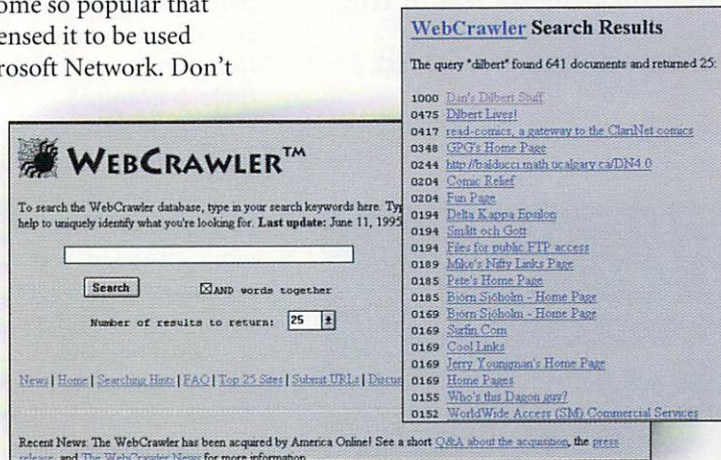 ome so popular that
ensed it to be used
rosoft Network. Don't
WEBCRAWLER™
To search the WebCrawler database, type in your search keywords here. Typ
help to uniquely identify what you're looking for. Last update: June 11, 1995
Search
AND words together
Number of results to return: 25
News | Home | Searching Hints | FAQ | Top 25 Sites | Submit URLs | Discus
Recent News: The WebCrawler has been acquired by America Online! See a short Q&A about the acquisition, the press
release, and The WebCrawler News for more information.
WebCrawler Search Results
The query "dilbert" found 641 documents and returned 25:
1000 Dan's Dilbert Stuff
0475 Dilbert Lives!
0417 read-comics, a gateway to the ClariNet comics
0348 GPG's Home Page
0244 http://balducci.math.ucalgary.ca/DN4.0
0204 Comic Relief
0204 Fun Page
0194 Delta Kappa Epsilon
0194 Smått och Gott
0194 Files for public FTP access
0189 Mike's Nifty Links Page
0185 Pete's Home Page
0185 Bjorn Sjöholm - Home Page
0169 Bjorn Sjöholm - Home Page
0169 Surfin.Com
0169 Cool Links
0169 Jerry Youngman's Home Page
0169 Home Pages
0155 Who's this Dagon guy?
0152 WorldWide Access (SM) Commercial Services